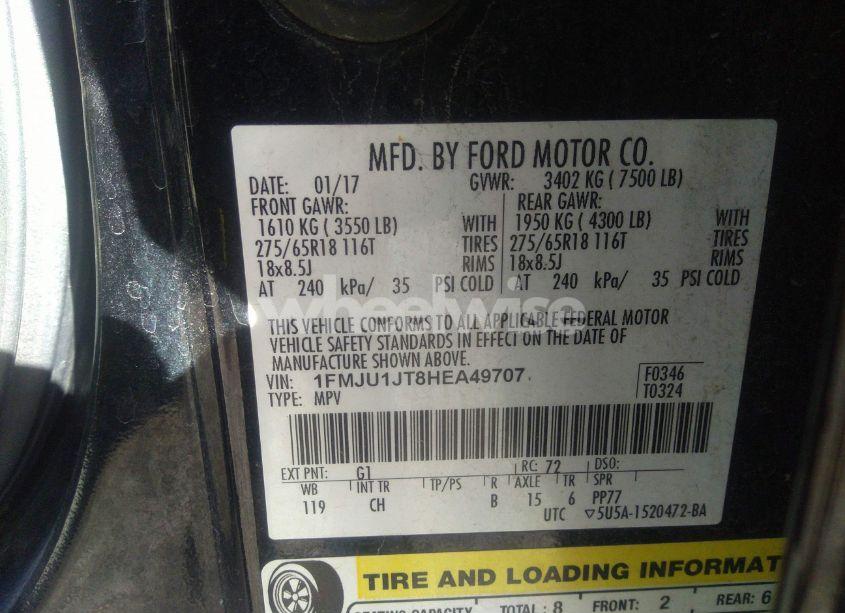 MFD. BY FORD MOTOR CO.
DATE: 01/17 GVWR: 3402 KG ( 7500 LB)
FRONT GAWR: REAR GAWR:
1610 KG ( 3550 LB) WITH 1950 KG ( 4300 LB) WITH
275/65R18 116T TIRES 275/65R18 116T TIRES
18x8.5J RIMS 18x8.5J RIMS
AT 240 kPa/ 35 PSI COLD AT 240 kPa/ 35 PSI COLD
wheelwise
THIS VEHICLE CONFORMS TO ALL APPLICABLE FEDERAL MOTOR
VEHICLE SAFETY STANDARDS IN EFFECT ON THE DATE OF
MANUFACTURE SHOWN ABOVE.
VIN: 1FMJU1JT8HEA49707 F0346
TYPE: MPV T0324
EXT PNT: G1 RC: 72 DSO:
WB INT TR TP/PS R AXLE TR SPR
119 CH B 15 6 PP77
UTC ▽5U5A-1520472-BA
TIRE AND LOADING INFORMAT
SEATING CAPACITY TOTAL : 8 FRONT: 2 REAR: 6